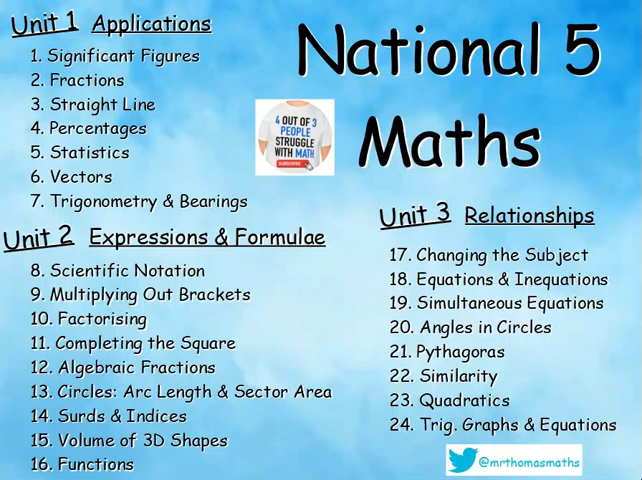 Unit 1 Applications
1. Significant Figures
2. Fractions
3. Straight Line
4. Percentages
5. Statistics
6. Vectors
7. Trigonometry & Bearings
National 5
Maths
4 OUT OF 3
PEOPLE
STRUGGLE
WITH MATH
Unit 2 Expressions & Formulae
8. Scientific Notation
9. Multiplying Out Brackets
10. Factorising
11. Completing the Square
12. Algebraic Fractions
13. Circles: Arc Length & Sector Area
14. Surds & Indices
15. Volume of 3D Shapes
16. Functions
Unit 3 Relationships
17. Changing the Subject
18. Equations & Inequations
19. Simultaneous Equations
20. Angles in Circles
21. Pythagoras
22. Similarity
23. Quadratics
24. Trig. Graphs & Equations
@mrthomasmaths